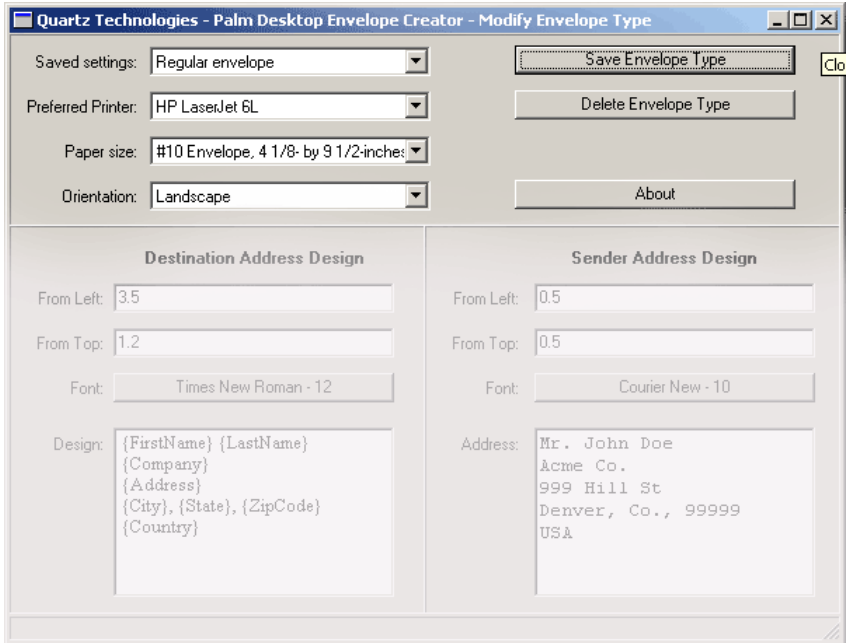 Quartz Technologies - Palm Desktop Envelope Creator - Modify Envelope Type
Saved settings: Regular envelope
Save Envelope Type
Clo
Preferred Printer: HP LaserJet 6L
Delete Envelope Type
Paper size: #10 Envelope, 4 1/8- by 9 1/2-inches
Orientation: Landscape
About
Destination Address Design
From Left: 3.5
From Top: 1.2
Font: Times New Roman - 12
Design: {FirstName} {LastName}
{Company}
{Address}
{City}, {State}, {ZipCode}
{Country}
Sender Address Design
From Left: 0.5
From Top: 0.5
Font: Courier New - 10
Address: Mr. John Doe
Acme Co.
999 Hill St
Denver, Co., 99999
USA